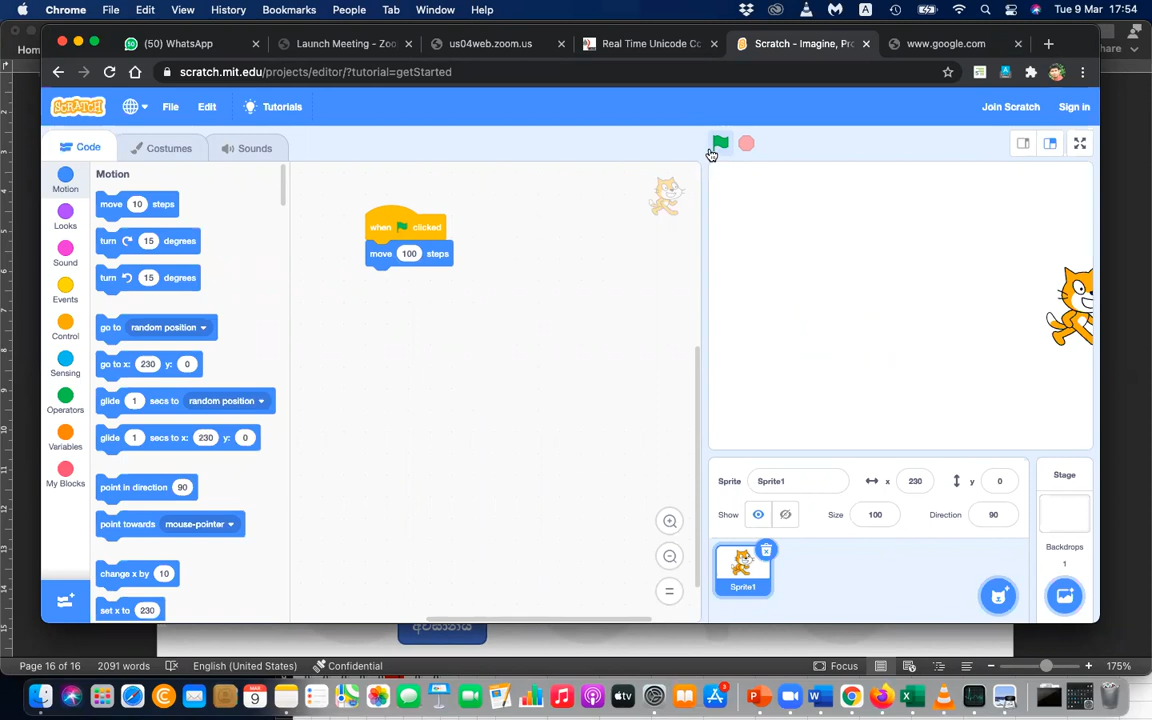 Chrome File Edit View History Bookmarks People Tab Window Help
A
Tue 9 Mar 17:54
(50) WhatsApp
Launch Meeting - Zoo
us04web.zoom.us
Real Time Unicode Co
Scratch - Imagine, Pro
www.google.com
scratch.mit.edu/projects/editor/?tutorial=getStarted
SCRATCH
File
Edit
Tutorials
Join Scratch
Sign in
Code
Costumes
Sounds
Motion
Looks
Sound
Events
Control
Sensing
Operators
Variables
My Blocks
Motion
move 10 steps
turn 15 degrees
turn 15 degrees
go to random position
go to x: 230 y: 0
glide 1 secs to random position
glide 1 secs to x: 230 y: 0
point in direction 90
point towards mouse-pointer
change x by 10
set x to 230
when clicked
move 100 steps
Sprite Sprite1 x 230 y 0
Show Size 100 Direction 90
Sprite1
Stage
Backdrops
1
අවසානය
Page 16 of 16 2091 words English (United States) Confidential Focus 175%